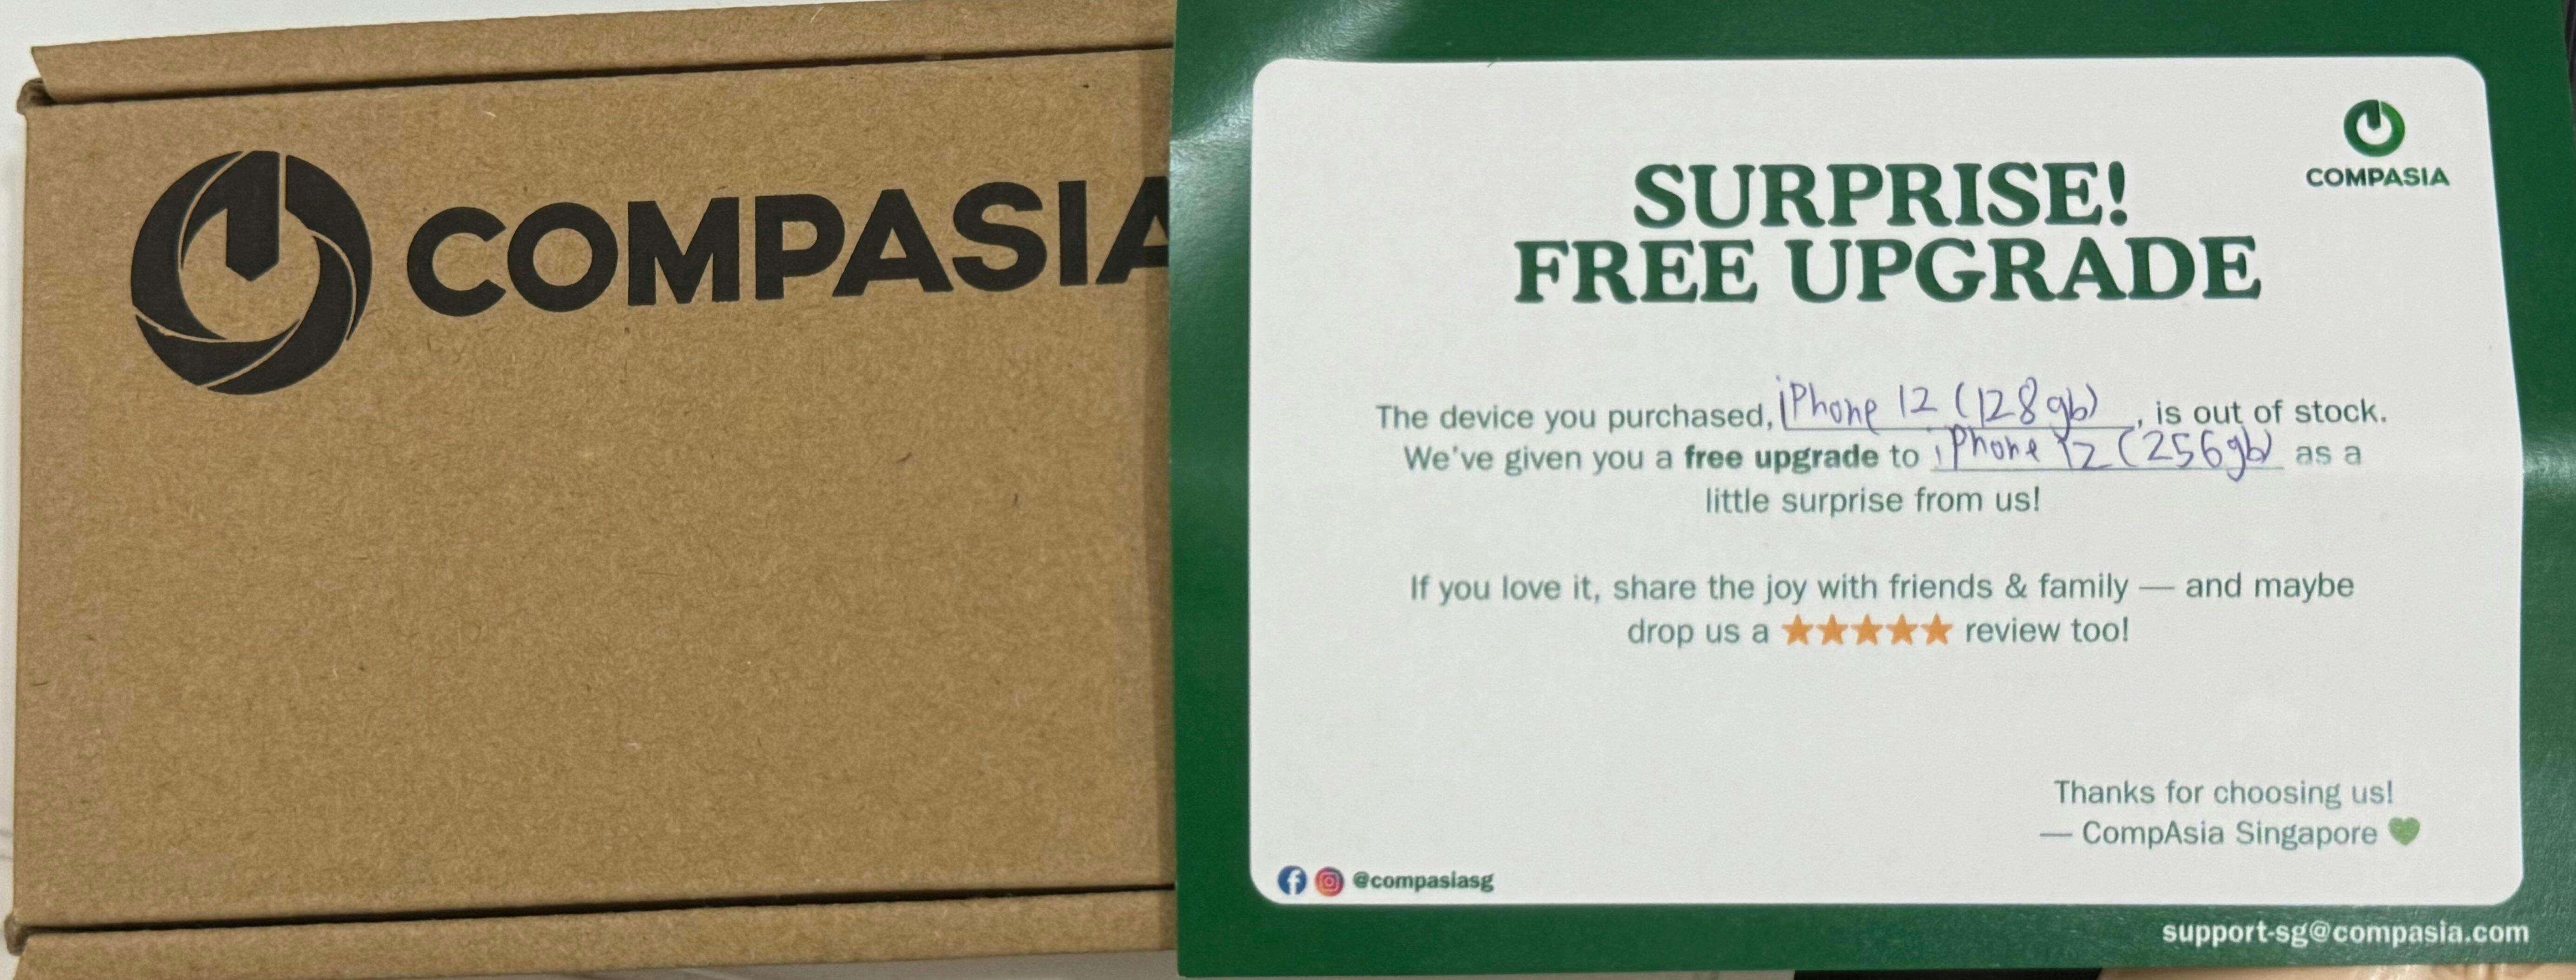 COMPASIA
COMPASIA
SURPRISE!
FREE UPGRADE
The device you purchased, iPhone 12 (128gb), is out of stock.
We've given you a free upgrade to iPhone 12 (256gb) as a
little surprise from us!
If you love it, share the joy with friends & family — and maybe
drop us a ★★★★★ review too!
Thanks for choosing us!
— CompAsia Singapore 💚
@compasiasg
support-sg@compasia.com